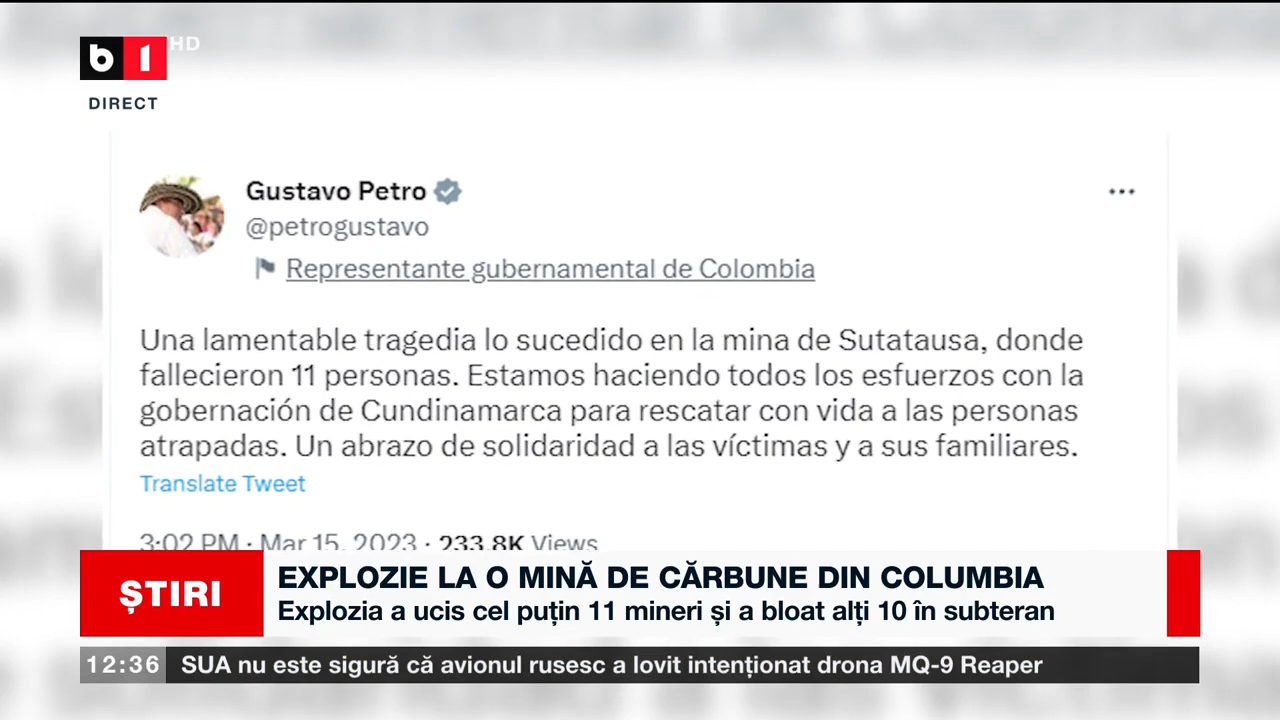 b1 HD
DIRECT
Gustavo Petro
@petrogustavo
Representante gubernamental de Colombia
Una lamentable tragedia lo sucedido en la mina de Sutatausa, donde
fallecieron 11 personas. Estamos haciendo todos los esfuerzos con la
gobernación de Cundinamarca para rescatar con vida a las personas
atrapadas. Un abrazo de solidaridad a las víctimas y a sus familiares.
Translate Tweet
3:02 PM · Mar 15, 2023 · 233.8K Views
ȘTIRI
EXPLOZIE LA O MINĂ DE CĂRBUNE DIN COLUMBIA
Explozia a ucis cel puțin 11 mineri și a bloat alți 10 în subteran
12:36 SUA nu este sigură că avionul rusesc a lovit intenționat drona MQ-9 Reaper